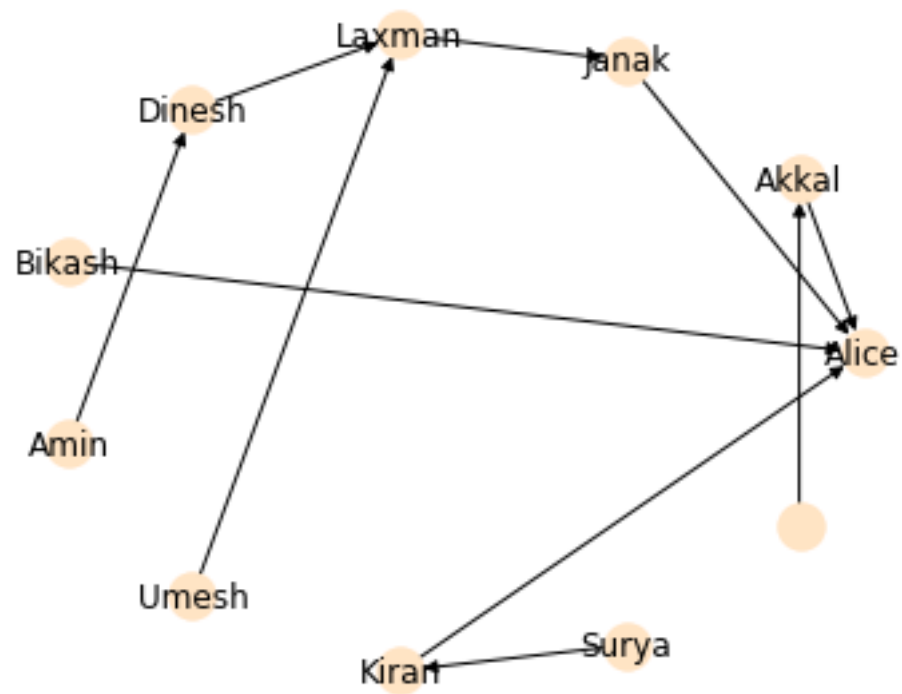 Laxman
Janak
Dinesh
Akkal
Bikash
Alice
Amin
Umesh
Surya
Kiran